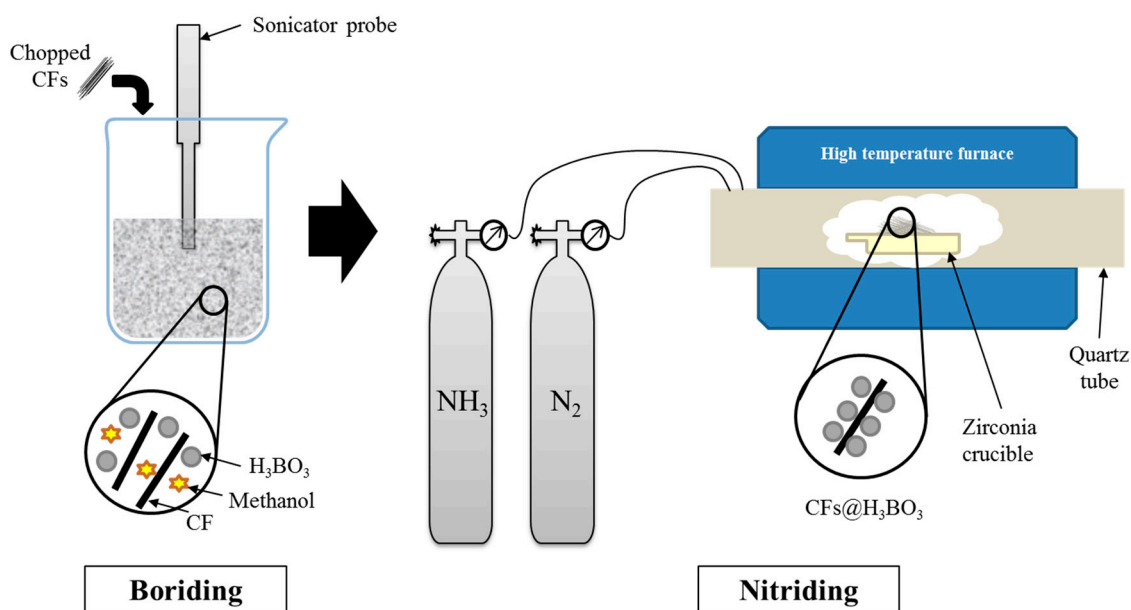 Sonicator probe
Chopped
CFs
H₃BO₃
Methanol
CF
Boriding
High temperature furnace
NH₃
N₂
Quartz
tube
Zirconia
crucible
CFs@H₃BO₃
Nitriding